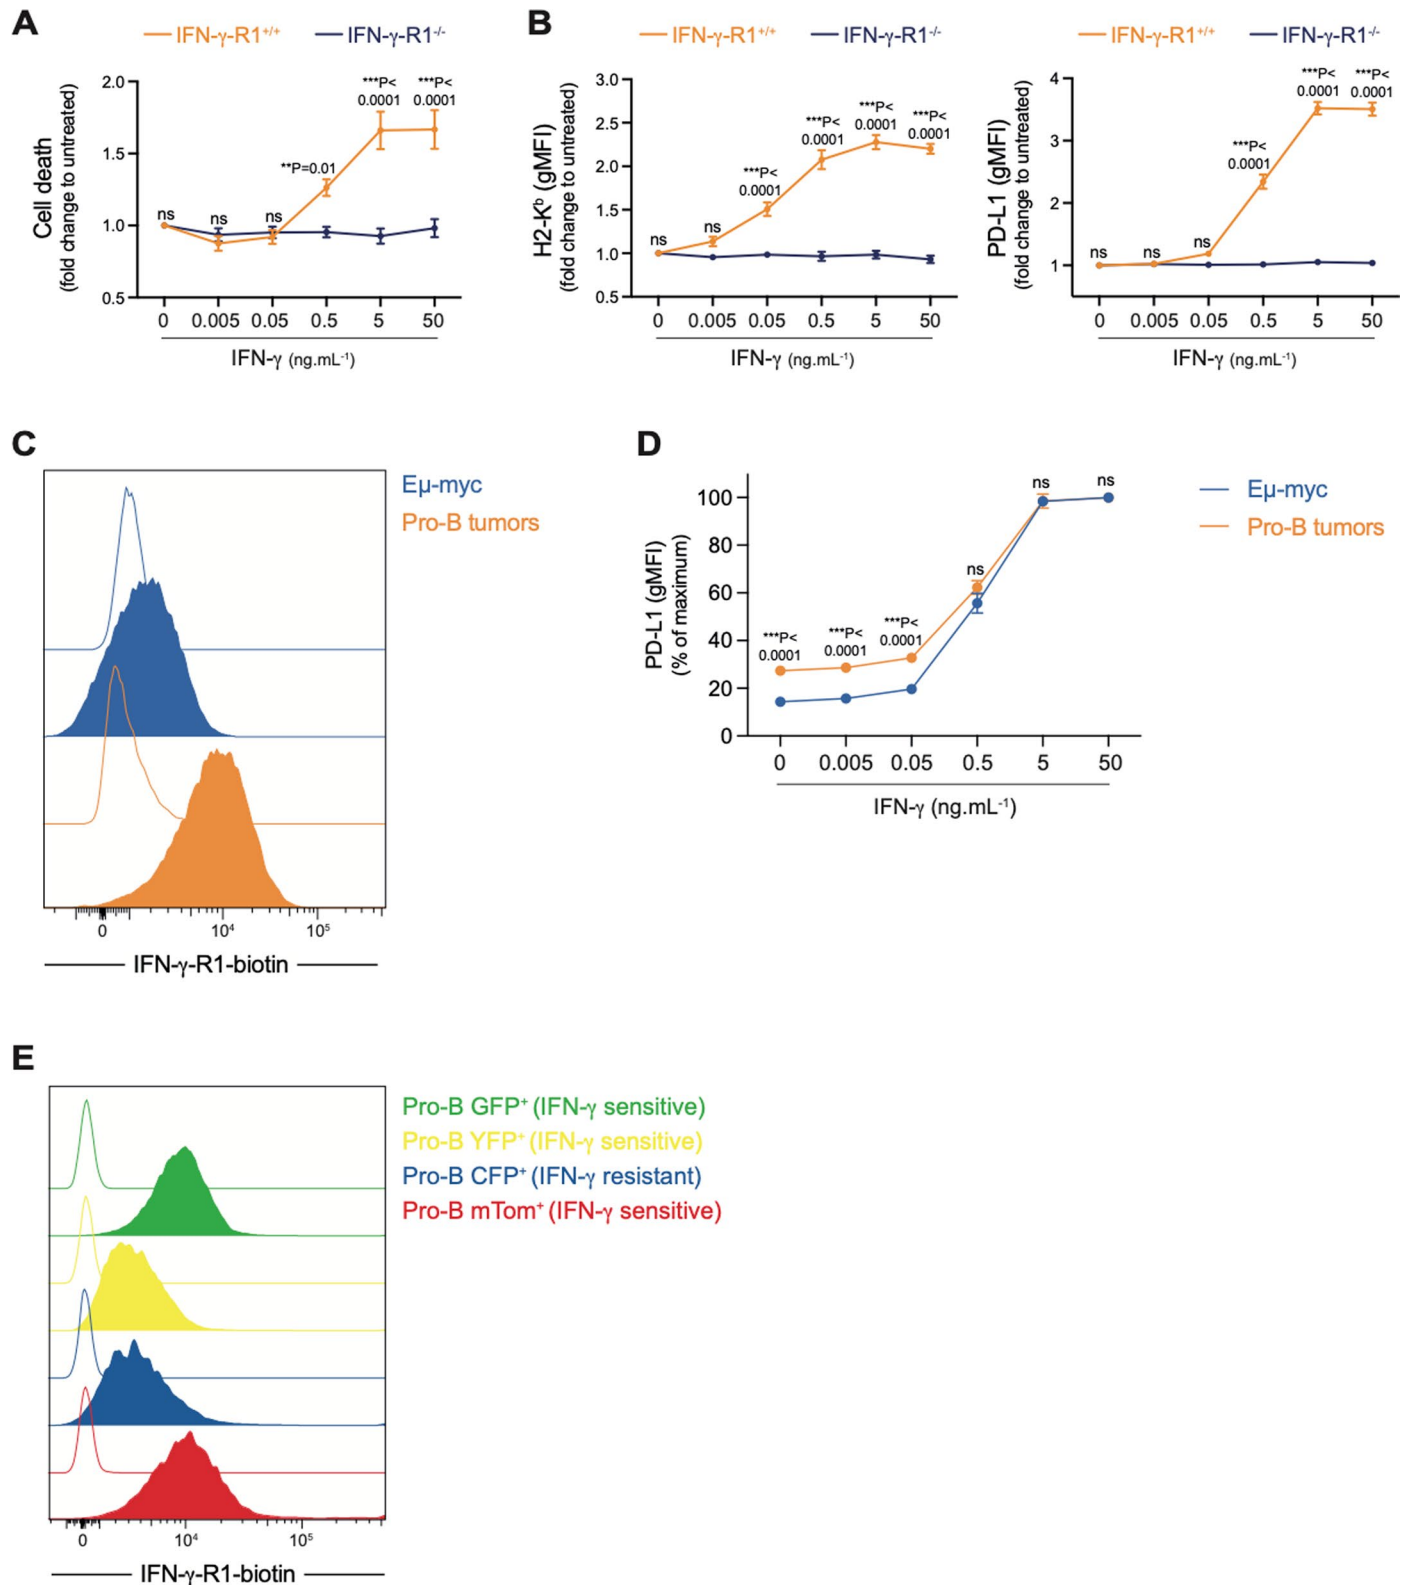 A
IFN-γ-R1+/+
IFN-γ-R1-/-
Cell death
(fold change to untreated)
2.0
1.5
1.0
0.5
ns
ns
ns
**P=0.01
***P<
0.0001
***P<
0.0001
0 0.005 0.05 0.5 5 50
IFN-γ (ng.mL-1)
B
IFN-γ-R1+/+
IFN-γ-R1-/-
H2-Kb (gMFI)
(fold change to untreated)
3.0
2.5
2.0
1.5
1.0
0.5
ns
ns
***P<
0.0001
***P<
0.0001
***P<
0.0001
***P<
0.0001
0 0.005 0.05 0.5 5 50
IFN-γ (ng.mL-1)
IFN-γ-R1+/+
IFN-γ-R1-/-
PD-L1 (gMFI)
(fold change to untreated)
4
3
2
1
ns
ns
ns
***P<
0.0001
***P<
0.0001
***P<
0.0001
0 0.005 0.05 0.5 5 50
IFN-γ (ng.mL-1)
C
Eμ-myc
Pro-B tumors
0 104 105
IFN-γ-R1-biotin
D
PD-L1 (gMFI)
(% of maximum)
100
80
60
40
20
0
***P<
0.0001
***P<
0.0001
***P<
0.0001
ns
ns
ns
0 0.005 0.05 0.5 5 50
IFN-γ (ng.mL-1)
Eμ-myc
Pro-B tumors
E
Pro-B GFP+ (IFN-γ sensitive)
Pro-B YFP+ (IFN-γ sensitive)
Pro-B CFP+ (IFN-γ resistant)
Pro-B mTom+ (IFN-γ sensitive)
0 104 105
IFN-γ-R1-biotin